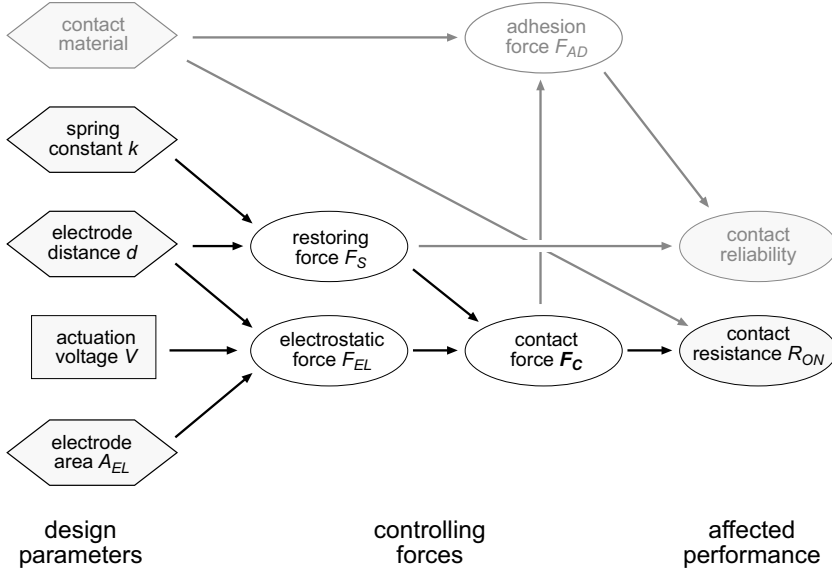 contact
material
adhesion
force F_AD
spring
constant k
electrode
distance d
restoring
force F_S
contact
reliability
actuation
voltage V
electrostatic
force F_EL
contact
force F_C
contact
resistance R_ON
electrode
area A_EL
design
parameters
controlling
forces
affected
performance